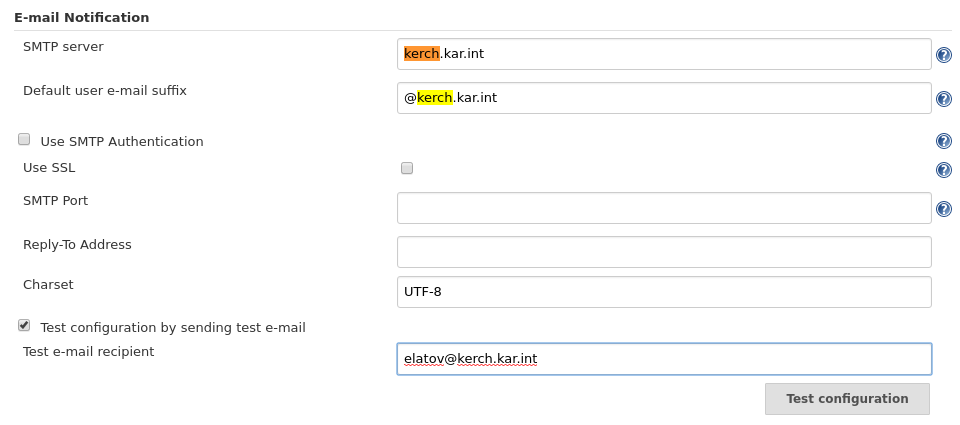 E-mail Notification
SMTP server
kerch.kar.int
Default user e-mail suffix
@kerch.kar.int
Use SMTP Authentication
Use SSL
SMTP Port
Reply-To Address
Charset
UTF-8
Test configuration by sending test e-mail
Test e-mail recipient
elatov@kerch.kar.int
Test configuration